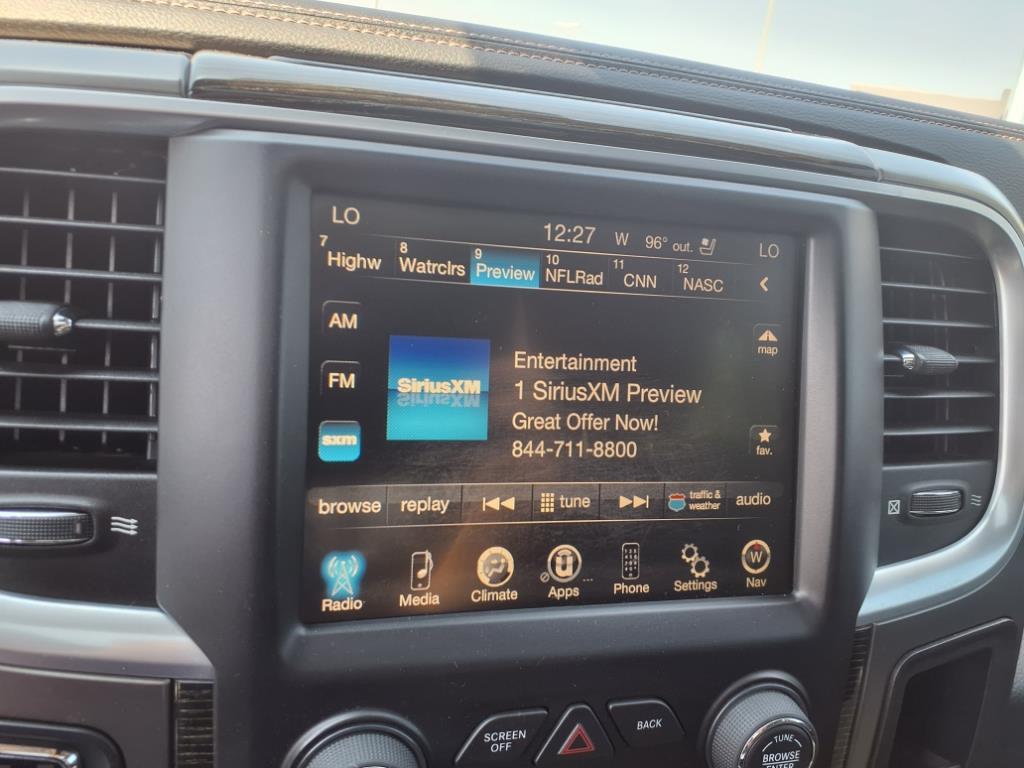 LO 12:27 W 96° out. LO
7 Highw 8 Watrclrs 9 Preview 10 NFLRad 11 CNN 12 NASC
AM
map
SiriusXM
Entertainment
FM
1 SiriusXM Preview
Great Offer Now!
sxm
fav.
844-711-8800
browse replay tune traffic & weather audio
Radio Media Climate Apps ... Phone Settings W Nav
SCREEN OFF
BACK
TUNE
BROWSE
ENTER